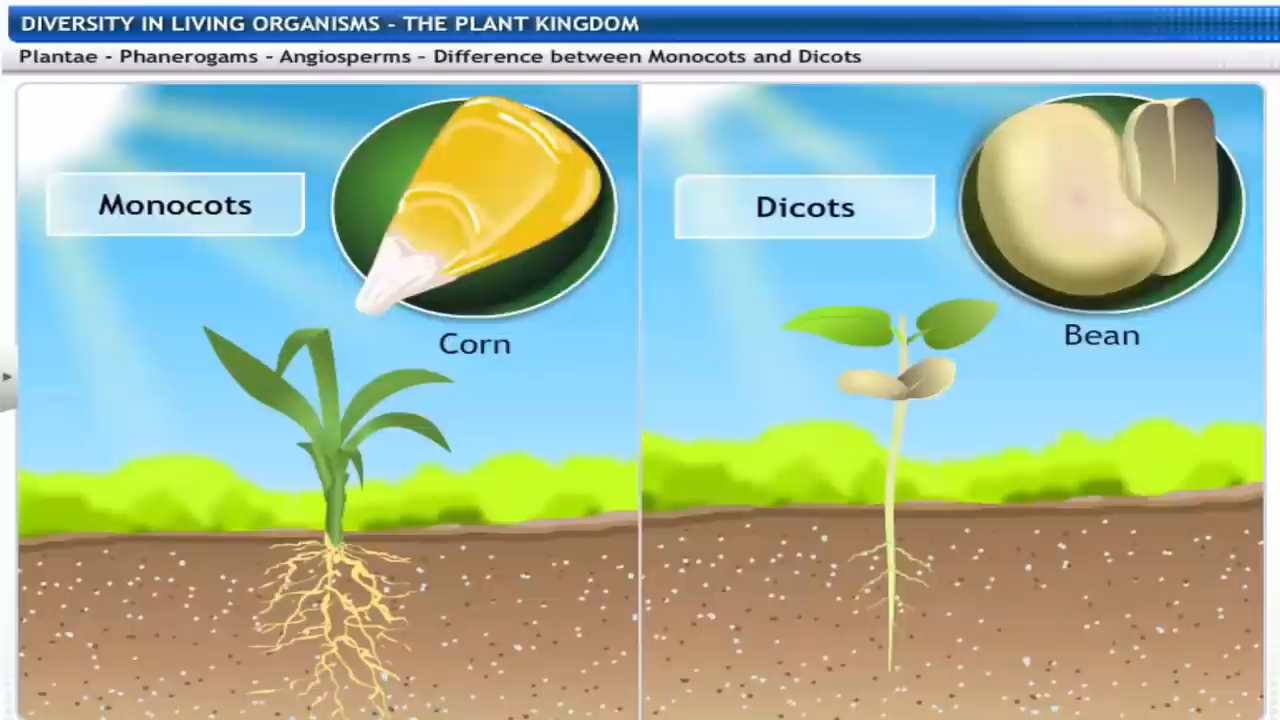 DIVERSITY IN LIVING ORGANISMS - THE PLANT KINGDOM
Plantae - Phanerogams - Angiosperms - Difference between Monocots and Dicots
Monocots
Corn
Dicots
Bean